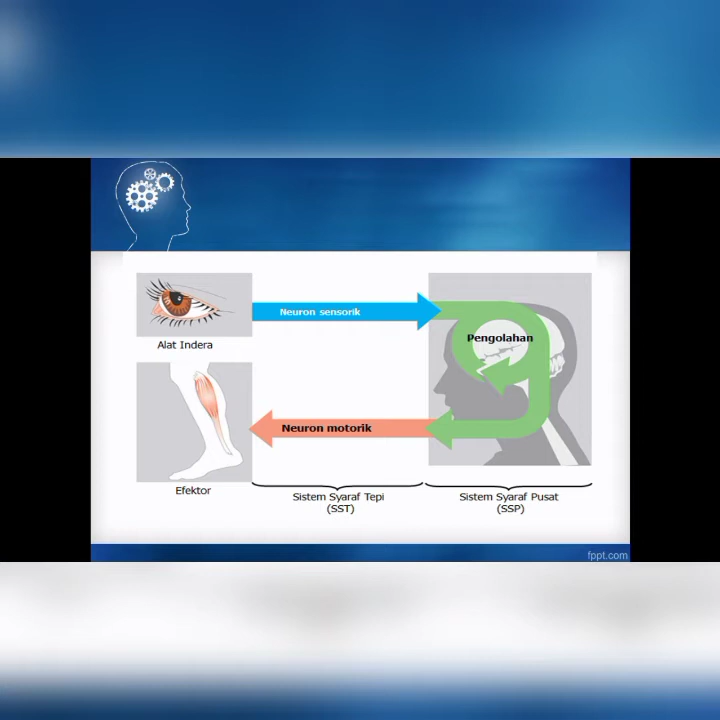 Neuron sensorik
Pengolahan
Alat Indera
Neuron motorik
Efektor
Sistem Syaraf Tepi
(SST)
Sistem Syaraf Pusat
(SSP)
fppt.com